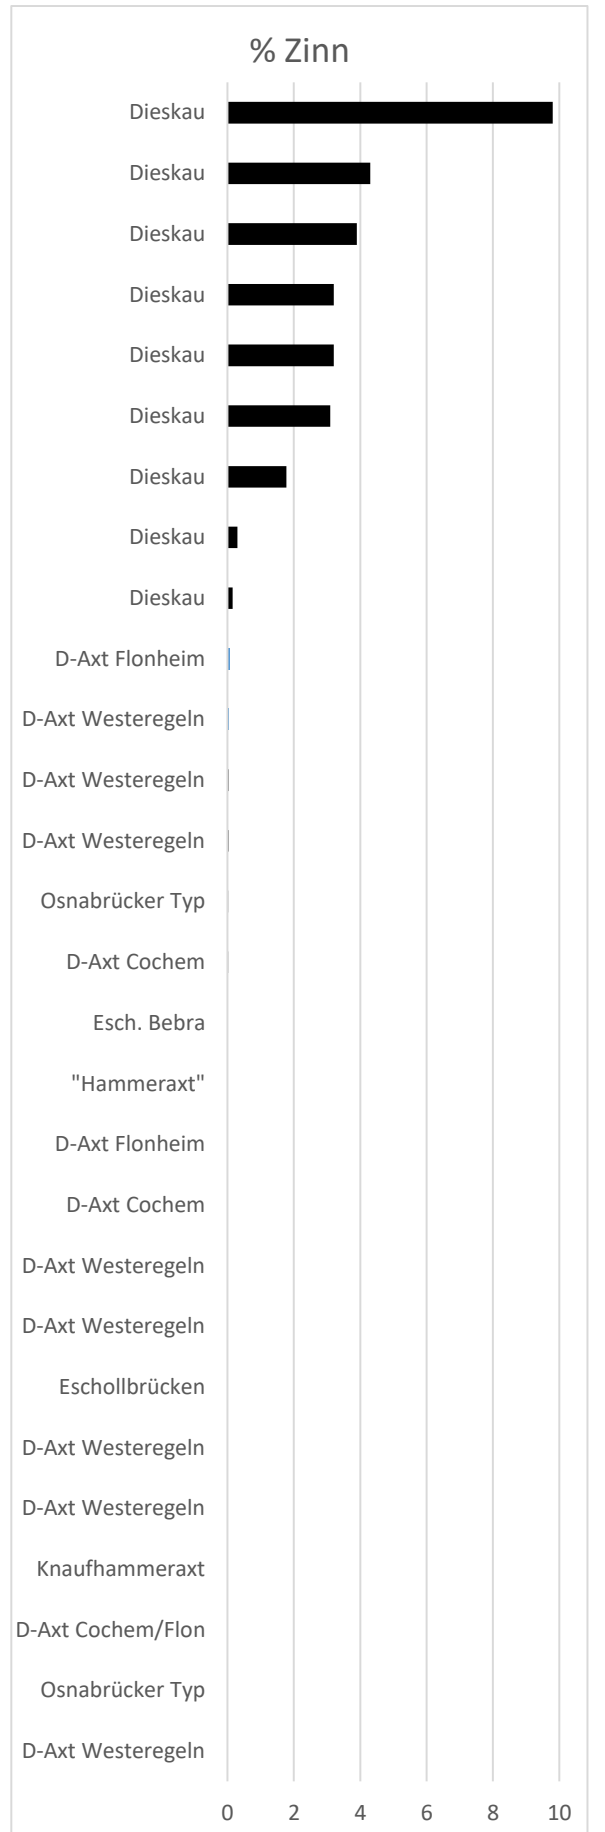 % Zinn
Dieskau
Dieskau
Dieskau
Dieskau
Dieskau
Dieskau
Dieskau
Dieskau
Dieskau
D-Axt Flonheim
D-Axt Westeregeln
D-Axt Westeregeln
D-Axt Westeregeln
Osnabrücker Typ
D-Axt Cochem
Esch. Bebra
"Hammeraxt"
D-Axt Flonheim
D-Axt Cochem
D-Axt Westeregeln
D-Axt Westeregeln
Eschollbrücken
D-Axt Westeregeln
D-Axt Westeregeln
Knaufhammeraxt
D-Axt Cochem/Flon
Osnabrücker Typ
D-Axt Westeregeln
0 2 4 6 8 10